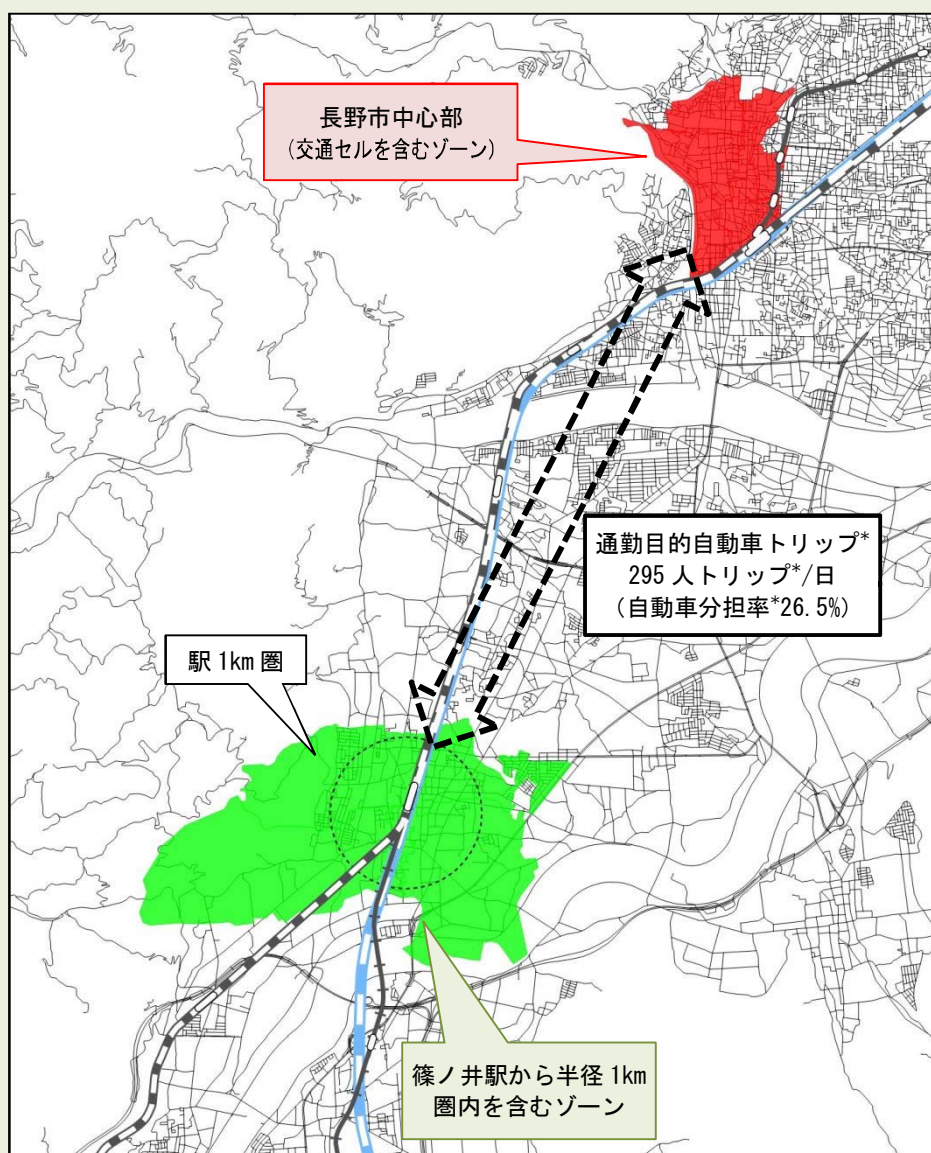 長野市中心部
(交通セルを含むゾーン)
通勤目的自動車トリップ*
295 人トリップ*/日
(自動車分担率*26.5%)
駅 1km 圏
篠ノ井駅から半径 1km
圏内を含むゾーン